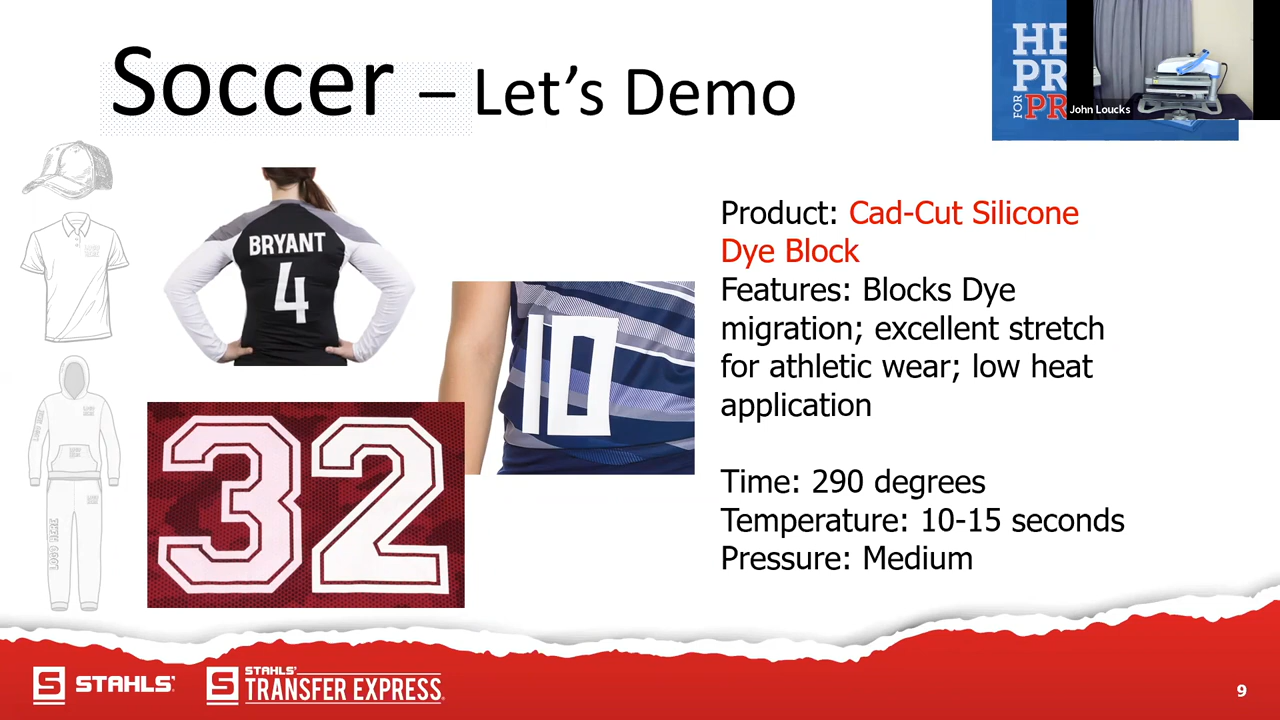 Soccer – Let's Demo
HE
PR
FOR PR
John Loucks
BRYANT
4
10
32
Product: Cad-Cut Silicone
Dye Block
Features: Blocks Dye
migration; excellent stretch
for athletic wear; low heat
application
Time: 290 degrees
Temperature: 10-15 seconds
Pressure: Medium
S STAHLS'
S STAHLS'
TRANSFER EXPRESS
9